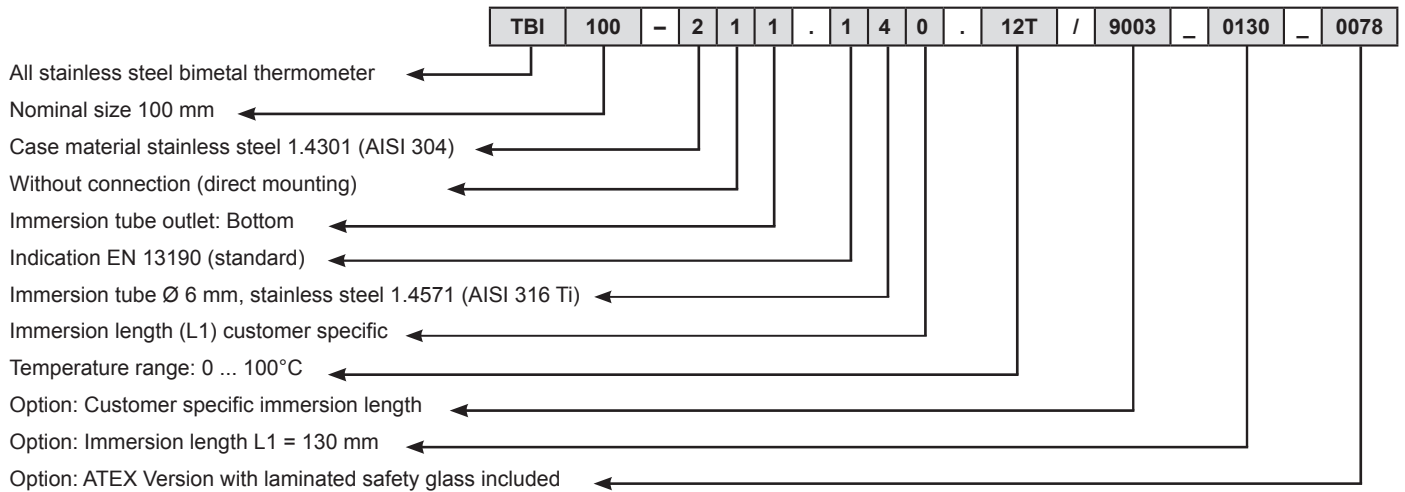 TBI 100 – 2 1 1 . 1 4 0 . 12T / 9003 _ 0130 _ 0078
All stainless steel bimetal thermometer
Nominal size 100 mm
Case material stainless steel 1.4301 (AISI 304)
Without connection (direct mounting)
Immersion tube outlet: Bottom
Indication EN 13190 (standard)
Immersion tube Ø 6 mm, stainless steel 1.4571 (AISI 316 Ti)
Immersion length (L1) customer specific
Temperature range: 0 ... 100°C
Option: Customer specific immersion length
Option: Immersion length L1 = 130 mm
Option: ATEX Version with laminated safety glass included